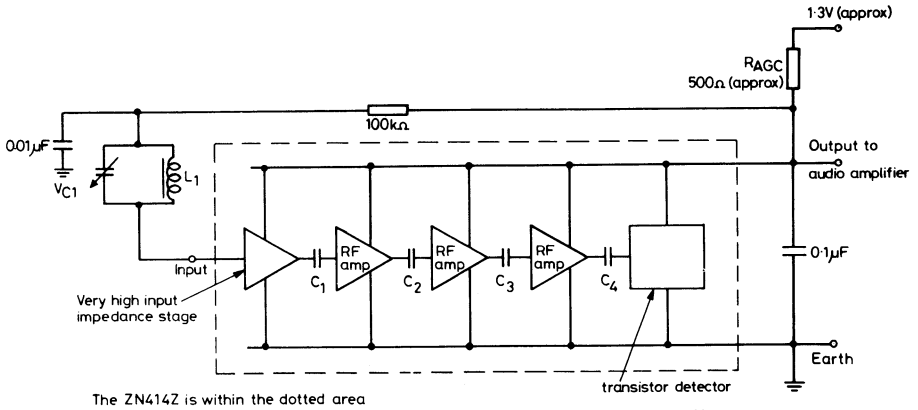 1·3V (approx)
RAGC
500Ω (approx)
100kΩ
0·01µF
VC1
L1
Output to
audio amplifier
Input
RF
amp
RF
amp
RF
amp
C1
C2
C3
C4
0·1µF
Very high input
impedance stage
Earth
transistor detector
The ZN414Z is within the dotted area